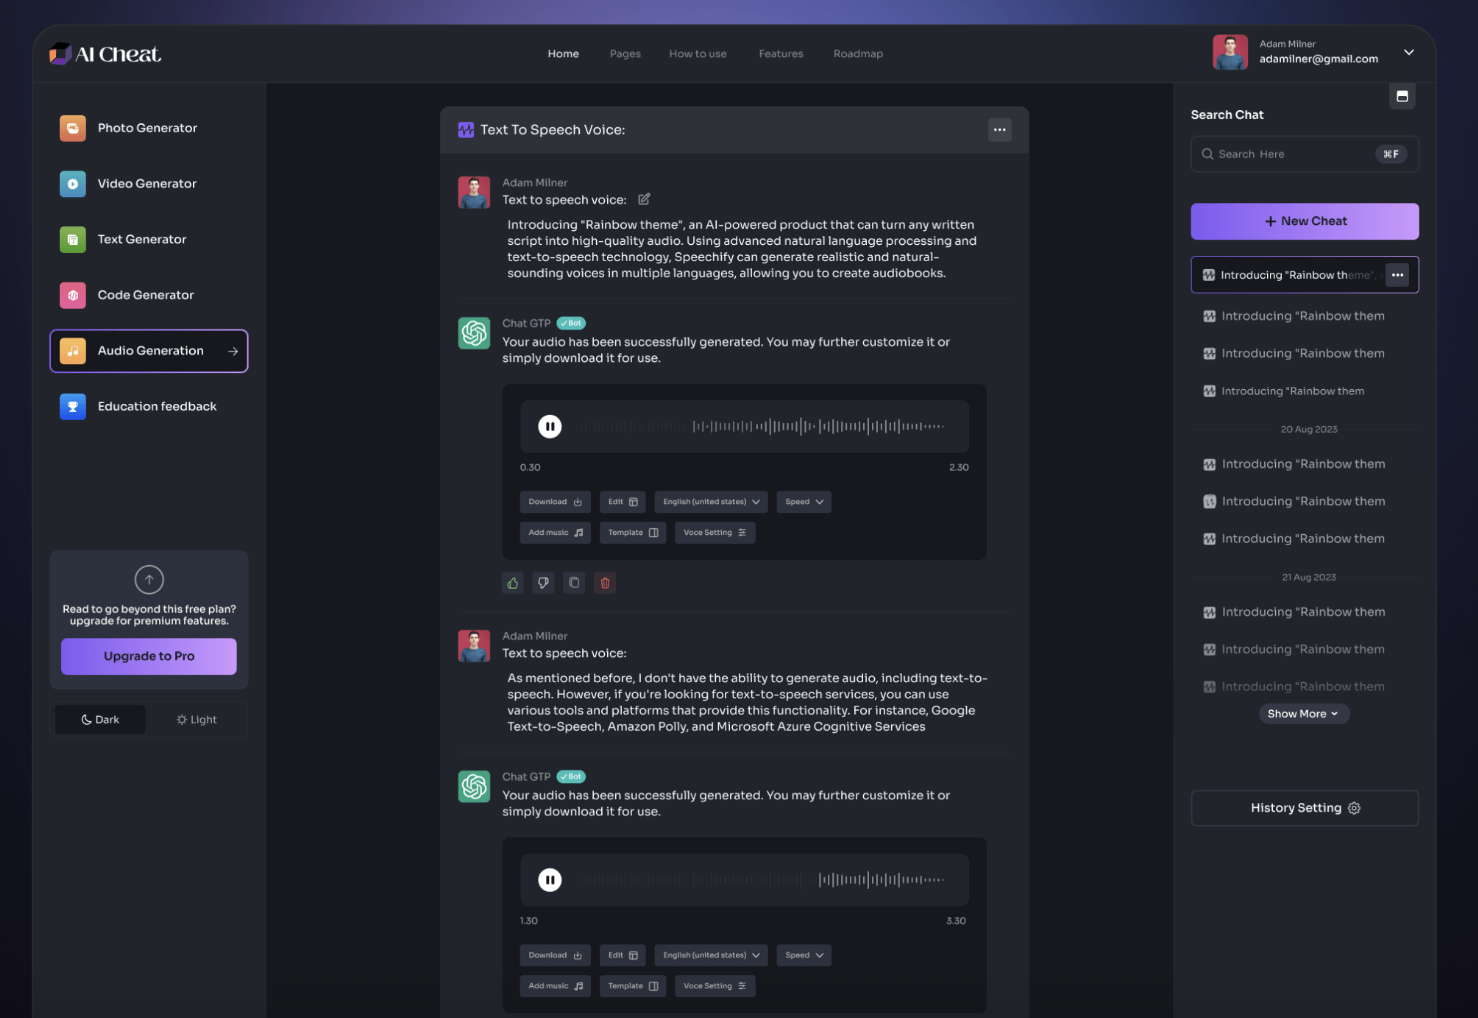 AI Cheat
Home
Pages
How to use
Features
Roadmap
Adam Milner
adamilner@gmail.com
Photo Generator
Video Generator
Text Generator
Code Generator
Audio Generation
Education feedback
Read to go beyond this free plan?
upgrade for premium features.
Upgrade to Pro
Dark
Light
Text To Speech Voice:
Adam Milner
Text to speech voice:
Introducing "Rainbow theme", an AI-powered product that can turn any written
script into high-quality audio. Using advanced natural language processing and
text-to-speech technology, Speechify can generate realistic and natural-
sounding voices in multiple languages, allowing you to create audiobooks.
Chat GTP
Bot
Your audio has been successfully generated. You may further customize it or
simply download it for use.
0.30
2.30
Download
Edit
English (united states)
Speed
Add music
Template
Voce Setting
Adam Milner
Text to speech voice:
As mentioned before, I don't have the ability to generate audio, including text-to-
speech. However, if you're looking for text-to-speech services, you can use
various tools and platforms that provide this functionality. For instance, Google
Text-to-Speech, Amazon Polly, and Microsoft Azure Cognitive Services
Chat GTP
Bot
Your audio has been successfully generated. You may further customize it or
simply download it for use.
1.30
3.30
Download
Edit
English (united states)
Speed
Add music
Template
Voce Setting
Search Chat
Search Here
⌘F
+ New Cheat
Introducing "Rainbow theme",
Introducing "Rainbow them
Introducing "Rainbow them
Introducing "Rainbow them
20 Aug 2023
Introducing "Rainbow them
Introducing "Rainbow them
Introducing "Rainbow them
21 Aug 2023
Introducing "Rainbow them
Introducing "Rainbow them
Introducing "Rainbow them
Show More
History Setting